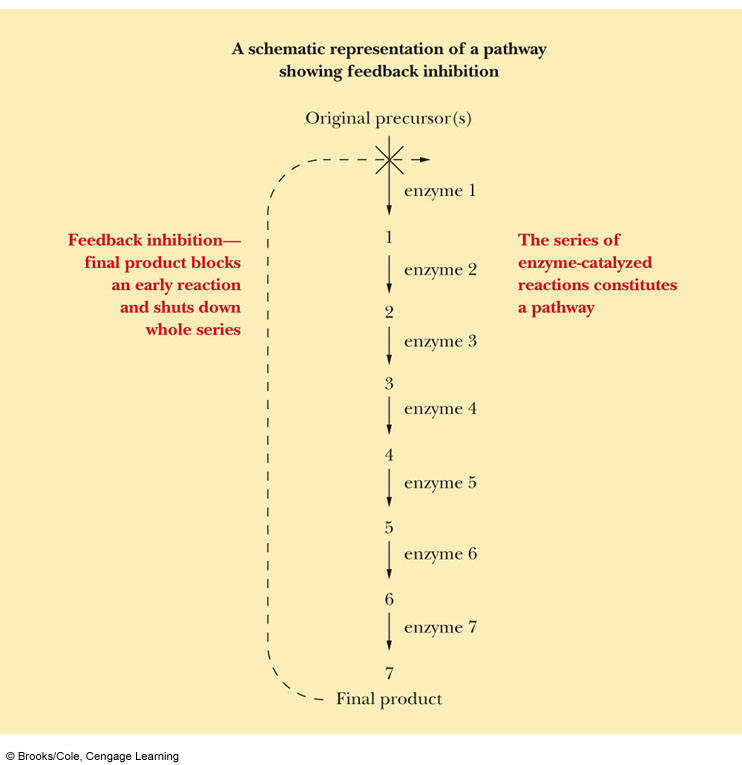 A schematic representation of a pathway
showing feedback inhibition
Original precursor(s)
enzyme 1
Feedback inhibition—
final product blocks
an early reaction
and shuts down
whole series
1
The series of
enzyme-catalyzed
reactions constitutes
a pathway
enzyme 2
2
enzyme 3
3
enzyme 4
4
enzyme 5
5
enzyme 6
6
enzyme 7
7
Final product
© Brooks/Cole, Cengage Learning